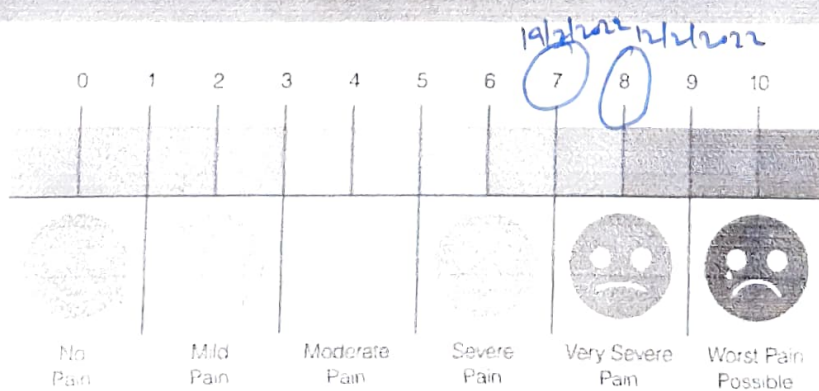 19/2/2022 12/2/2022
0 1 2 3 4 5 6 7 8 9 10
No Pain
Mild Pain
Moderate Pain
Severe Pain
Very Severe Pain
Worst Pain Possible